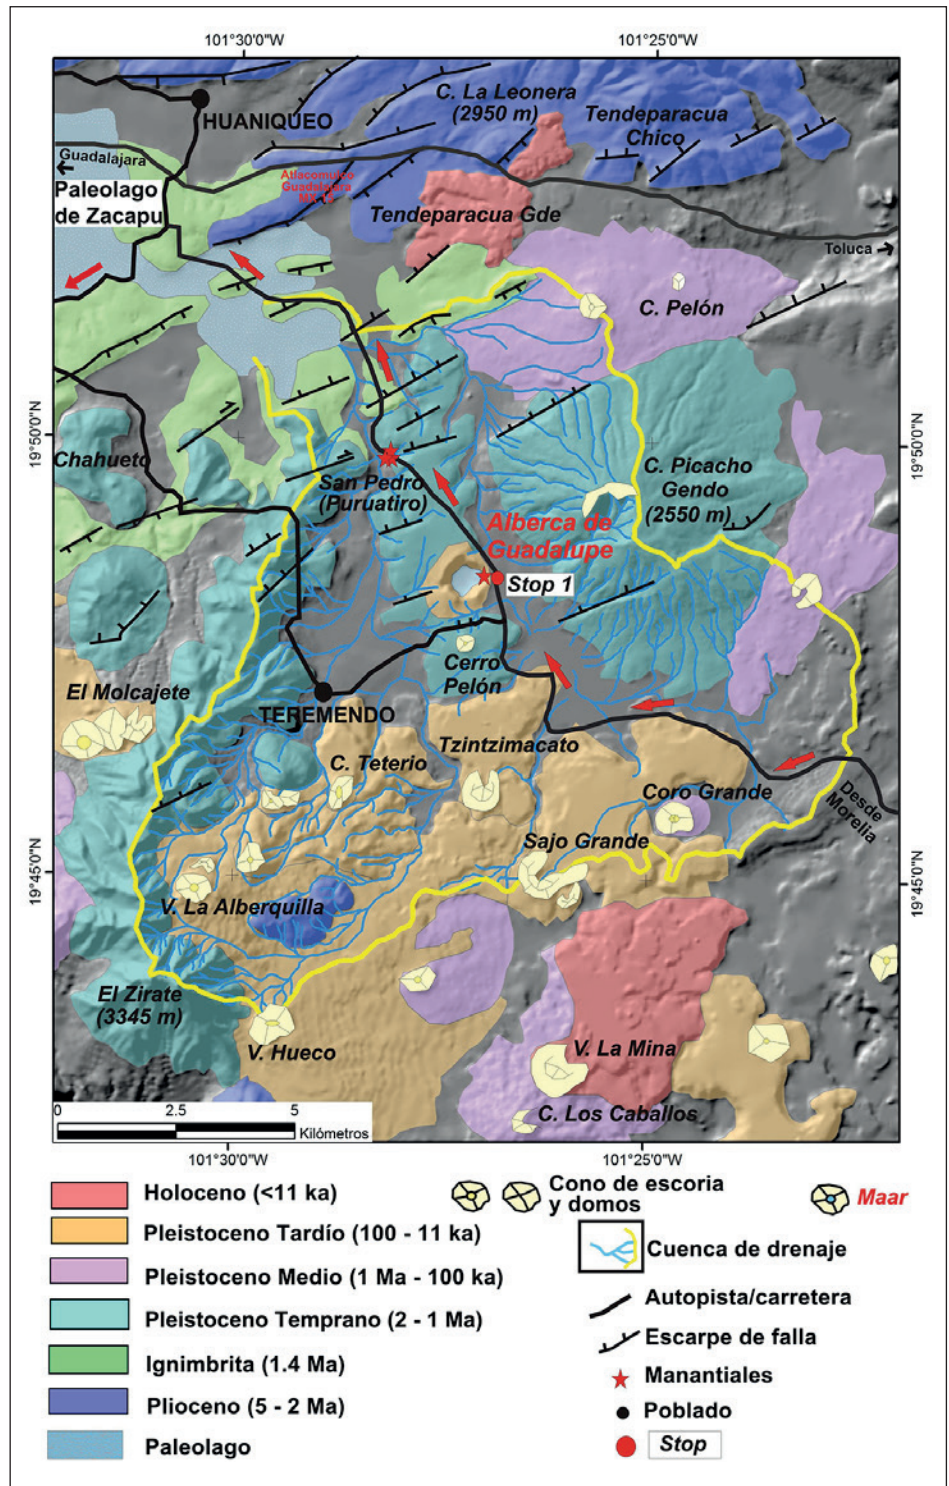 101°30'0"W
101°25'0"W
C. La Leonera
(2950 m)
Tendeparacua
Chico
HUANIQUEO
Guadalajara
Atlacomulco
Guadalajara
MX-15
Paleolago
de Zacapu
Tendeparacua Gde
Toluca
C. Pelón
19°50'0"N
19°50'0"N
Chahueto
San Pedro
(Puruatiro)
C. Picacho
Gendo
(2550 m)
Alberca de
Guadalupe
Stop 1
Cerro
Pelón
El Molcajete
TEREMENDO
Tzintzimacato
C. Teterio
Coro Grande
Desde
Morelia
Sajo Grande
19°45'0"N
19°45'0"N
V. La Alberquilla
El Zirate
(3345 m)
V. Hueco
V. La Mina
C. Los Caballos
0 2.5 5
Kilómetros
101°30'0"W
101°25'0"W
Holoceno (<11 ka)
Pleistoceno Tardío (100 - 11 ka)
Pleistoceno Medio (1 Ma - 100 ka)
Pleistoceno Temprano (2 - 1 Ma)
Ignimbrita (1.4 Ma)
Plioceno (5 - 2 Ma)
Paleolago
Cono de escoria
y domos
Maar
Cuenca de drenaje
Autopista/carretera
Escarpe de falla
Manantiales
Poblado
Stop